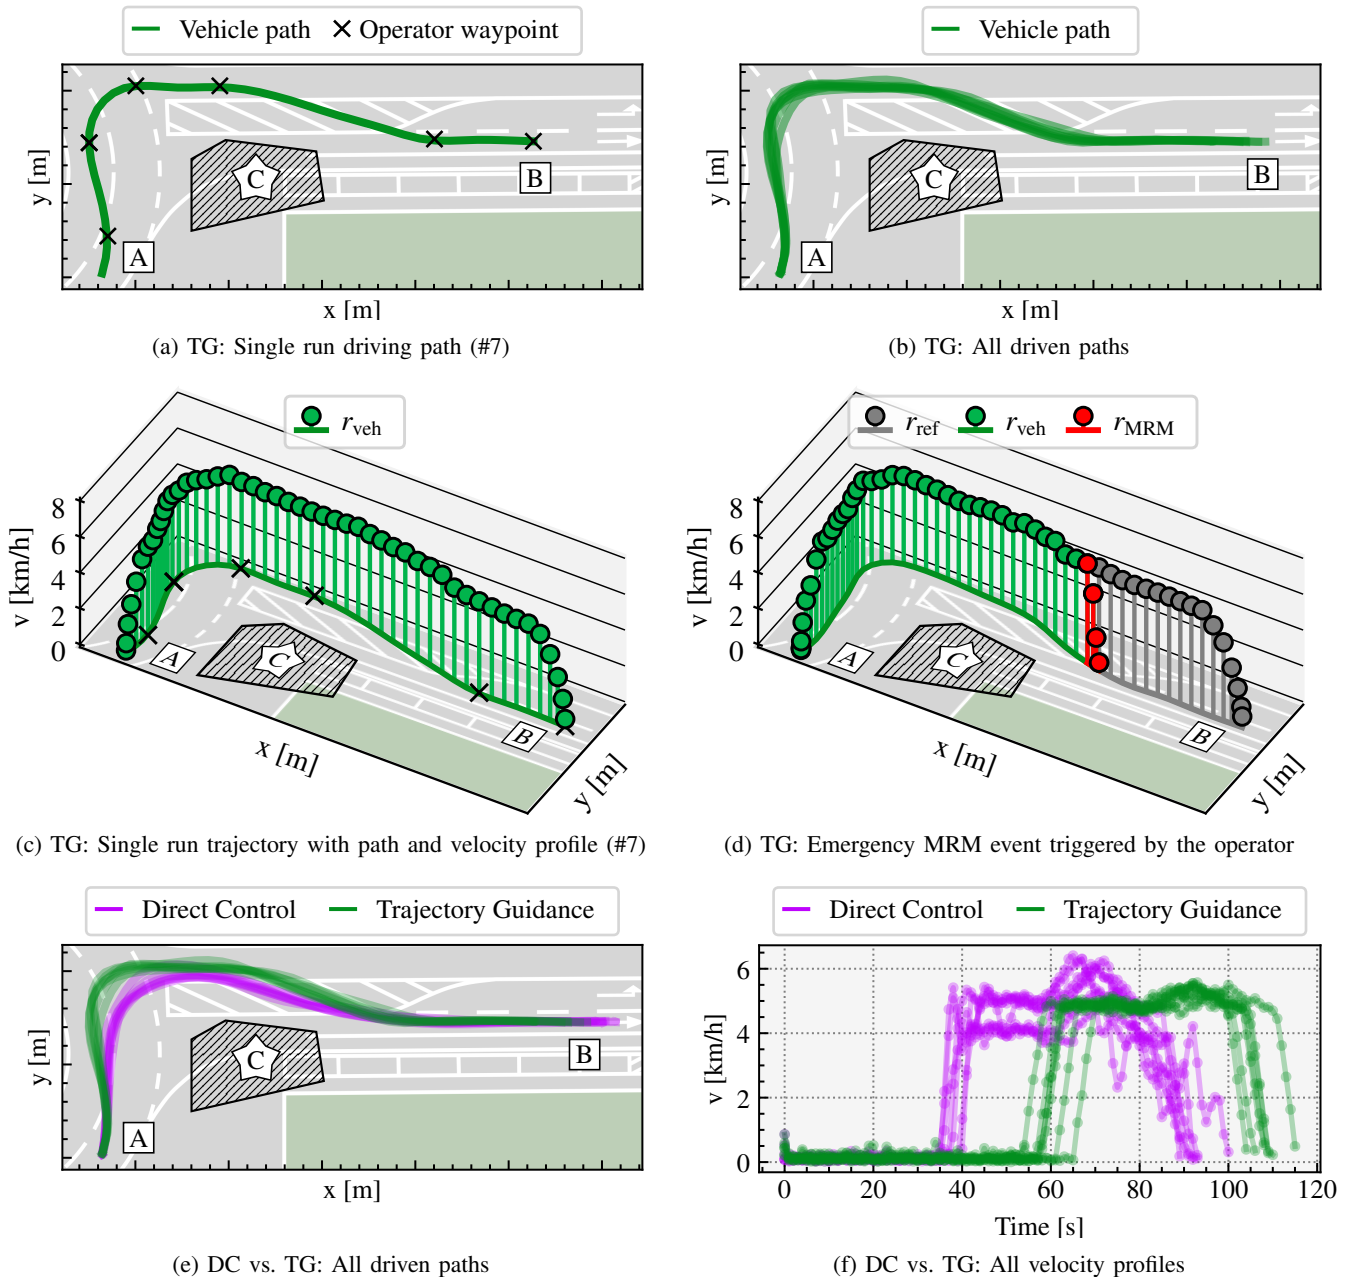 Vehicle path Operator waypoint
Vehicle path
y [m]
C
B
A
x [m]
y [m]
C
B
A
x [m]
(a) TG: Single run driving path (#7)
(b) TG: All driven paths
r_veh
8
6
4
2
0
v [km/h]
A
C
B
x [m]
y [m]
r_ref r_veh r_MRM
8
6
4
2
0
v [km/h]
A
C
B
x [m]
y [m]
(c) TG: Single run trajectory with path and velocity profile (#7)
(d) TG: Emergency MRM event triggered by the operator
Direct Control Trajectory Guidance
y [m]
C
B
A
x [m]
Direct Control Trajectory Guidance
6
4
2
0
v [km/h]
0 20 40 60 80 100 120
Time [s]
(e) DC vs. TG: All driven paths
(f) DC vs. TG: All velocity profiles